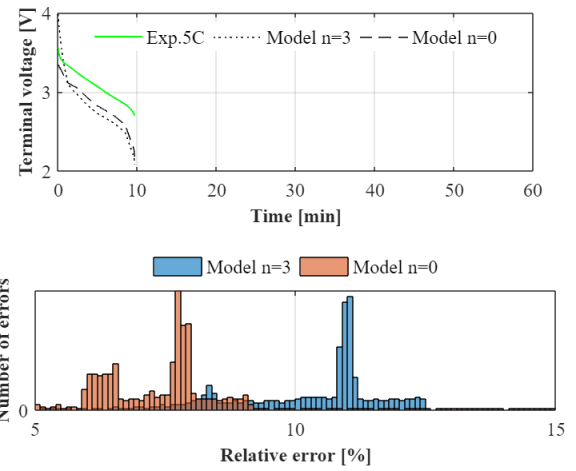 Terminal voltage [V]
4
3
2
Exp.5C Model n=3 Model n=0
0 10 20 30 40 50 60
Time [min]
Model n=3 Model n=0
Number of errors
0
5 10 15
Relative error [%]